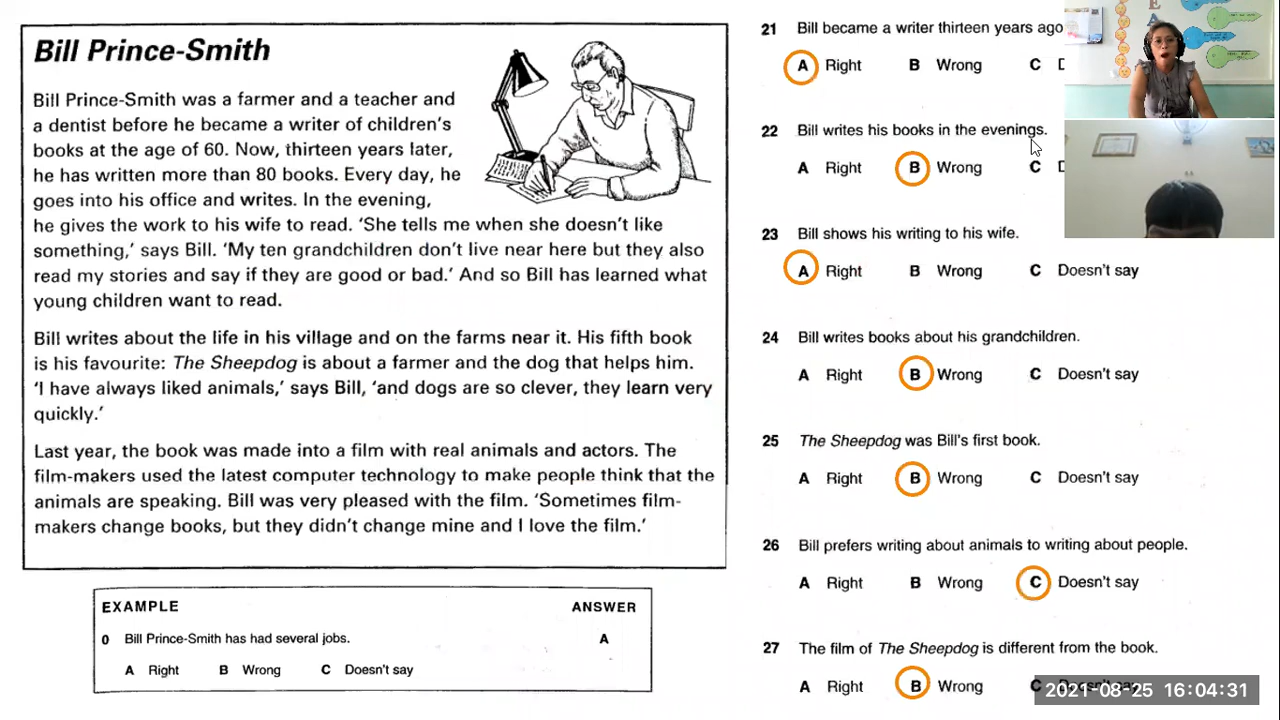 Bill Prince-Smith
Bill Prince-Smith was a farmer and a teacher and
a dentist before he became a writer of children's
books at the age of 60. Now, thirteen years later,
he has written more than 80 books. Every day, he
goes into his office and writes. In the evening,
he gives the work to his wife to read. 'She tells me when she doesn't like
something,' says Bill. 'My ten grandchildren don't live near here but they also
read my stories and say if they are good or bad.' And so Bill has learned what
young children want to read.
Bill writes about the life in his village and on the farms near it. His fifth book
is his favourite: The Sheepdog is about a farmer and the dog that helps him.
'I have always liked animals,' says Bill, 'and dogs are so clever, they learn very
quickly.'
Last year, the book was made into a film with real animals and actors. The
film-makers used the latest computer technology to make people think that the
animals are speaking. Bill was very pleased with the film. 'Sometimes film-
makers change books, but they didn't change mine and I love the film.'
EXAMPLE ANSWER
0 Bill Prince-Smith has had several jobs. A
A Right B Wrong C Doesn't say
21 Bill became a writer thirteen years ago
A Right B Wrong C
22 Bill writes his books in the evenings.
A Right B Wrong C
23 Bill shows his writing to his wife.
A Right B Wrong C Doesn't say
24 Bill writes books about his grandchildren.
A Right B Wrong C Doesn't say
25 The Sheepdog was Bill's first book.
A Right B Wrong C Doesn't say
26 Bill prefers writing about animals to writing about people.
A Right B Wrong C Doesn't say
27 The film of The Sheepdog is different from the book.
A Right B Wrong C Doesn't say
2021-08-25 16:04:31